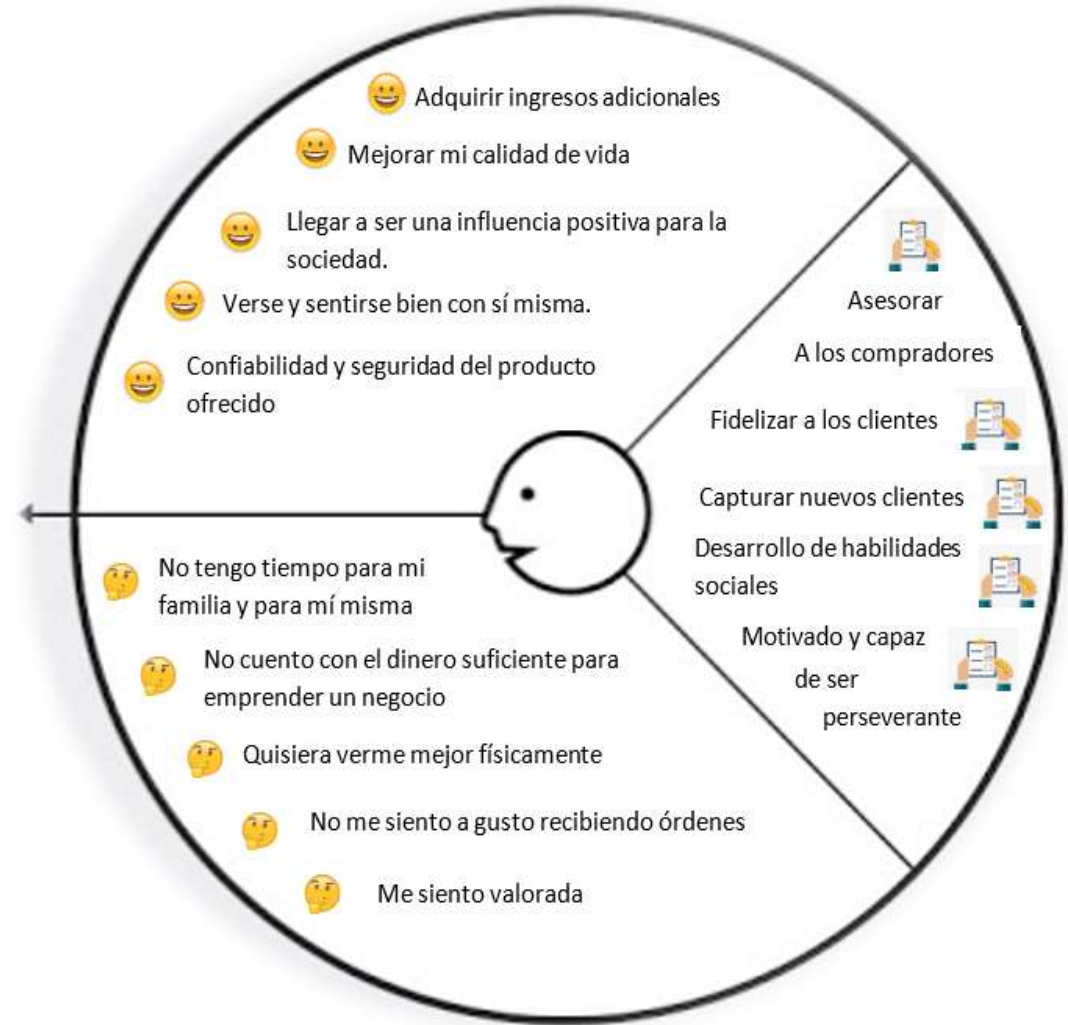 Adquirir ingresos adicionales
Mejorar mi calidad de vida
Llegar a ser una influencia positiva para la
sociedad.
Verse y sentirse bien con sí misma.
Confiabilidad y seguridad del producto
ofrecido
Asesorar
A los compradores
Fidelizar a los clientes
Capturar nuevos clientes
Desarrollo de habilidades
sociales
Motivado y capaz
de ser
perseverante
No tengo tiempo para mi
familia y para mí misma
No cuento con el dinero suficiente para
emprender un negocio
Quisiera verme mejor físicamente
No me siento a gusto recibiendo órdenes
Me siento valorada